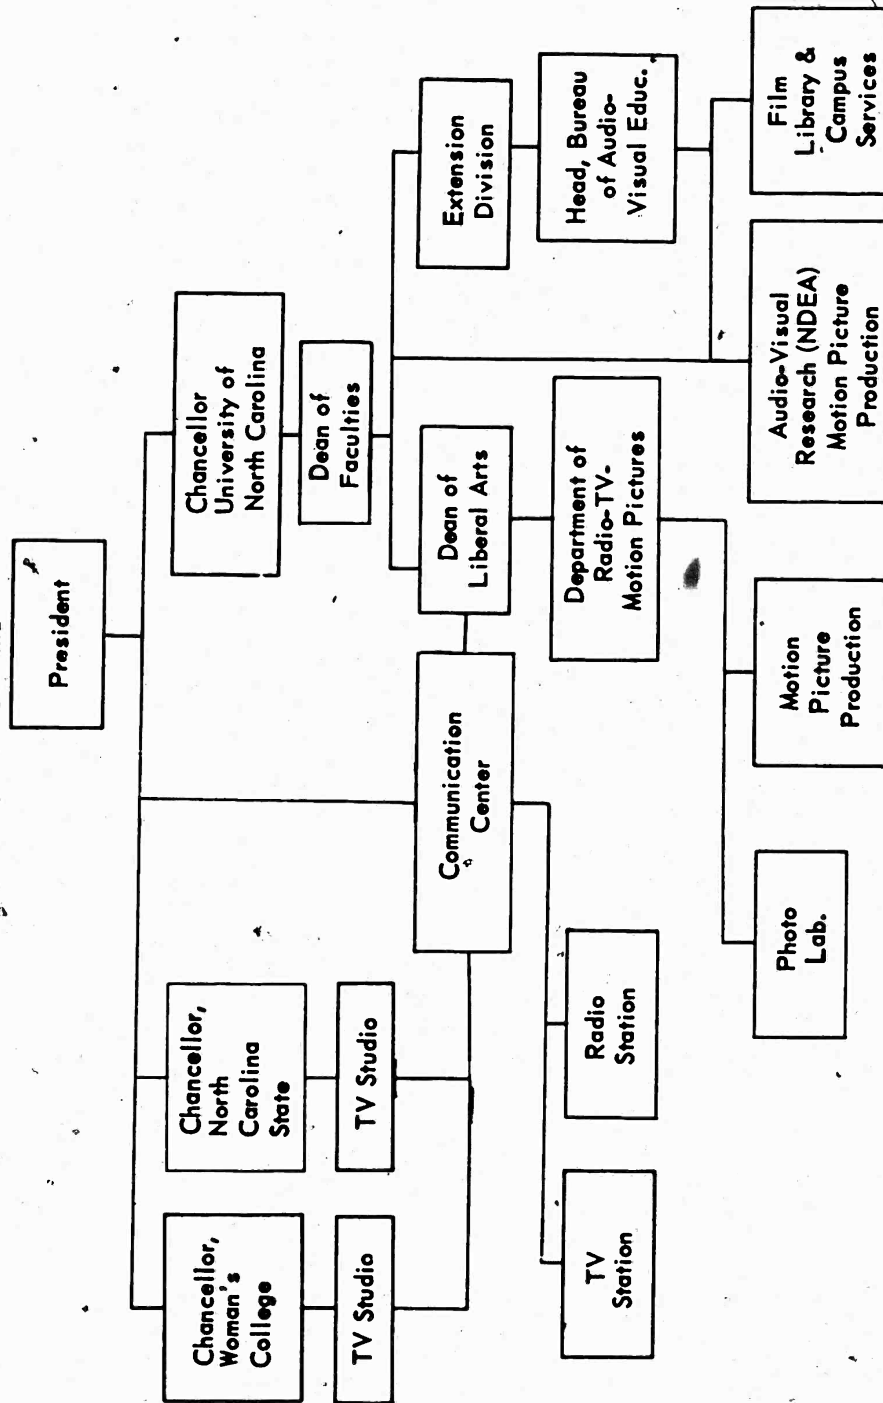 President
Chancellor,
Woman's
College
Chancellor,
North
Carolina
State
Chancellor
University of
North Carolina
TV Studio
TV Studio
Dean of
Faculties
Communication
Center
Dean of
Liberal Arts
Extension
Division
TV
Station
Radio
Station
Department of
Radio-TV-
Motion Pictures
Head, Bureau
of Audio-
Visual Educ.
Photo
Lab.
Motion
Picture
Production
Audio-Visual
Research (NDEA)
Motion Picture
Production
Film
Library &
Campus
Services